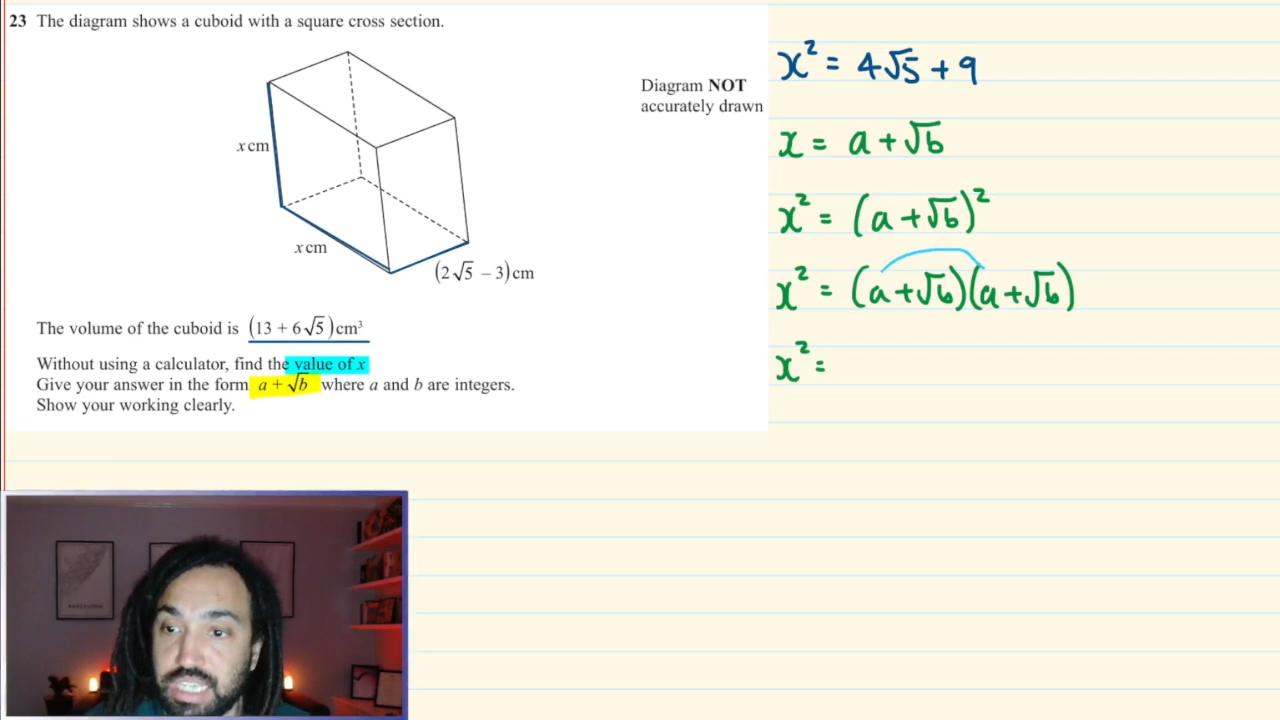 23 The diagram shows a cuboid with a square cross section.
Diagram NOT
accurately drawn
x cm
x cm
(2√5 − 3) cm
The volume of the cuboid is (13 + 6√5) cm³
Without using a calculator, find the value of x
Give your answer in the form a + √b where a and b are integers.
Show your working clearly.
x² = 4√5 + 9
x = a + √b
x² = (a + √b)²
x² = (a + √b)(a + √b)
x² =
BARCELONA